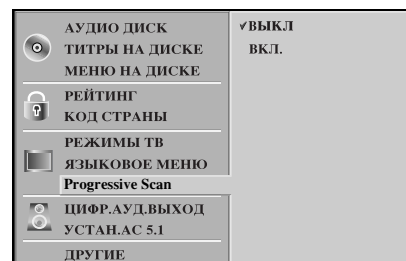 АУДИО ДИСК
ТИТРЫ НА ДИСКЕ
МЕНЮ НА ДИСКЕ
РЕЙТИНГ
КОД СТРАНЫ
РЕЖИМЫ ТВ
ЯЗЫКОВОЕ МЕНЮ
Progressive Scan
ЦИФР.АУД.ВЫХОД
УСТАН.АС 5.1
ДРУГИЕ
✓ВЫКЛ
ВКЛ.